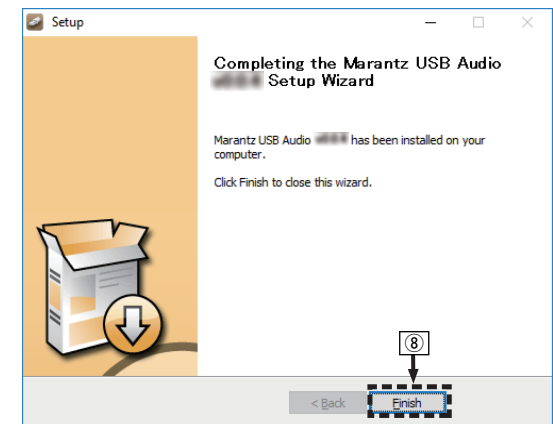 Setup
Completing the Marantz USB Audio
Setup Wizard
Marantz USB Audio has been installed on your
computer.
Click Finish to close this wizard.
⑧
< Back
Finish